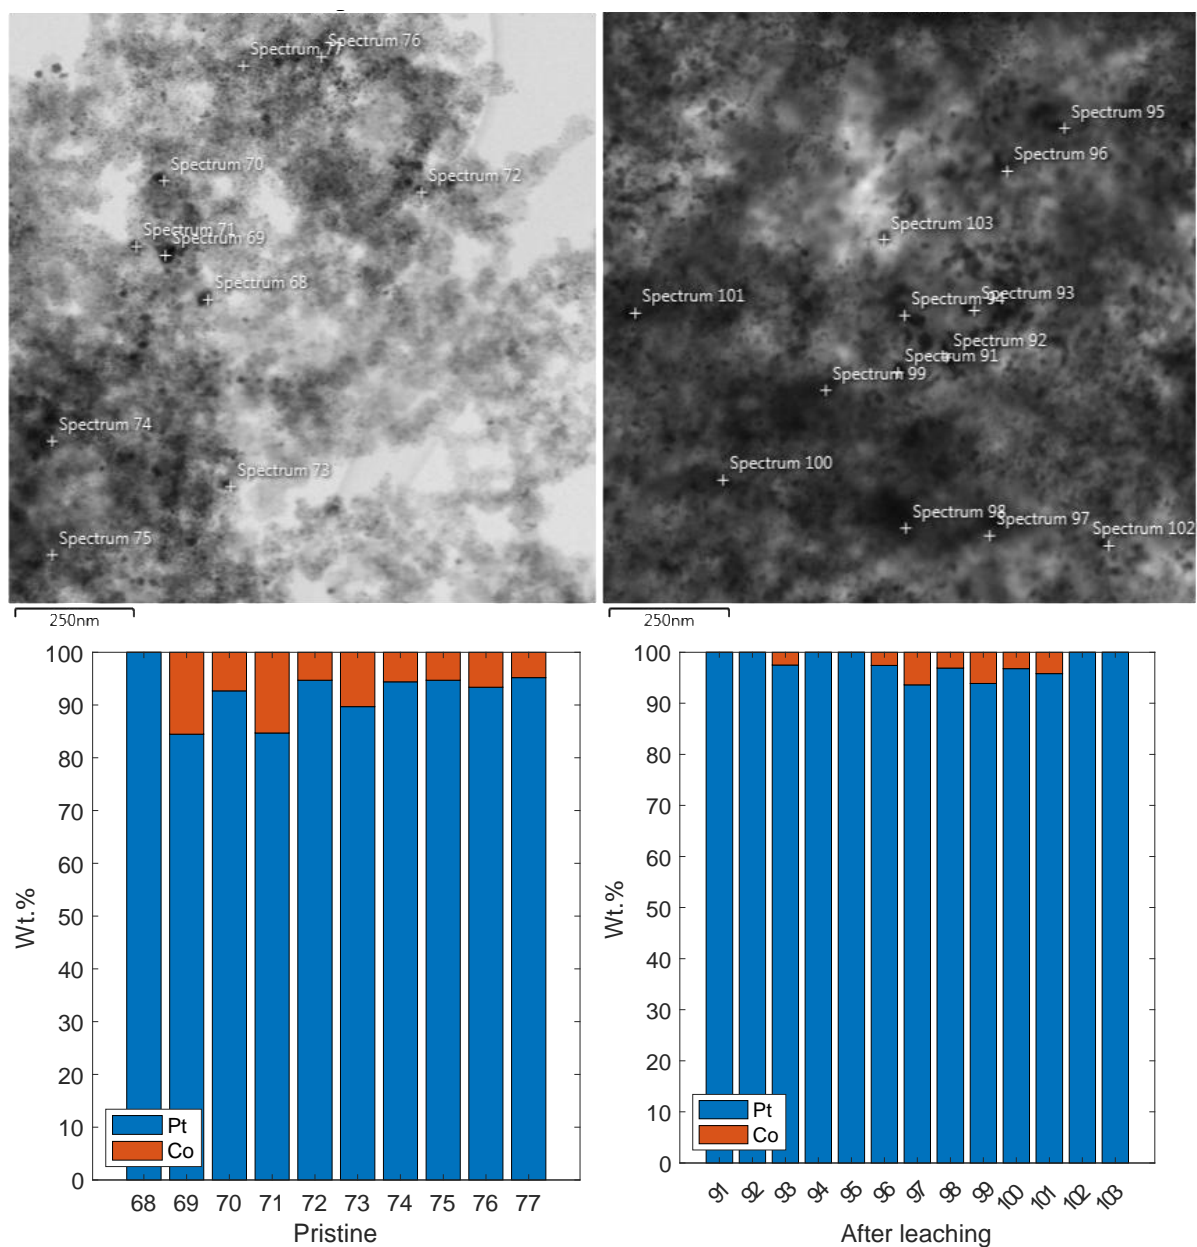 Spectrum 76
Spectrum 77
Spectrum 70
Spectrum 72
Spectrum 71
Spectrum 69
Spectrum 68
Spectrum 74
Spectrum 73
Spectrum 75
250nm
Spectrum 95
Spectrum 96
Spectrum 103
Spectrum 101
Spectrum 94
Spectrum 93
Spectrum 92
Spectrum 91
Spectrum 99
Spectrum 100
Spectrum 98
Spectrum 97
Spectrum 102
250nm
100
90
80
70
60
50
40
30
20
10
0
Wt.%
Pt
Co
68 69 70 71 72 73 74 75 76 77
Pristine
100
90
80
70
60
50
40
30
20
10
0
Wt.%
Pt
Co
91 92 93 94 95 96 97 98 99 100 101 102 103
After leaching